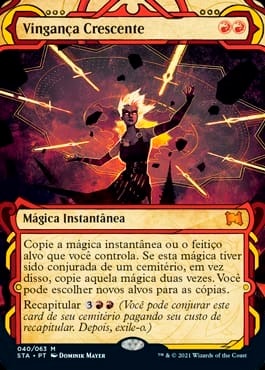 Vingança Crescente
Mágica Instantânea
Copie a mágica instantânea ou o feitiço
alvo que você controla. Se esta mágica tiver
sido conjurada de um cemitério, em vez
disso, copie aquela mágica duas vezes. Você
pode escolher novos alvos para as cópias.
Recapitular 3 (Você pode conjurar este
card de seu cemitério pagando seu custo de
recapitular. Depois, exile-o.)
040/063 M
STA • PT DOMINIK MAYER
™ & © 2021 Wizards of the Coast